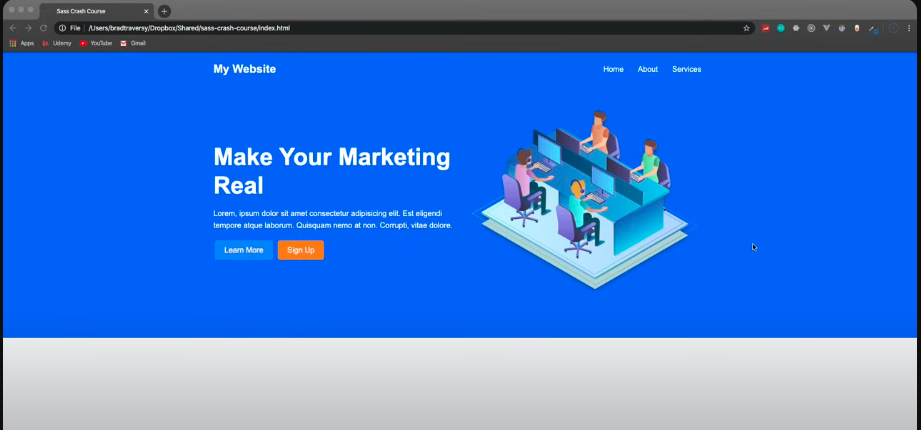 Sass Crash Course
File
/Users/bradtraversy/Dropbox/Shared/sass-crash-course/index.html
Apps Udemy YouTube Gmail
My Website
Home About Services
Make Your Marketing
Real
Lorem, ipsum dolor sit amet consectetur adipisicing elit. Est eligendi
tempore atque laborum. Quisquam nemo at non. Corrupti, vitae dolore.
Learn More Sign Up